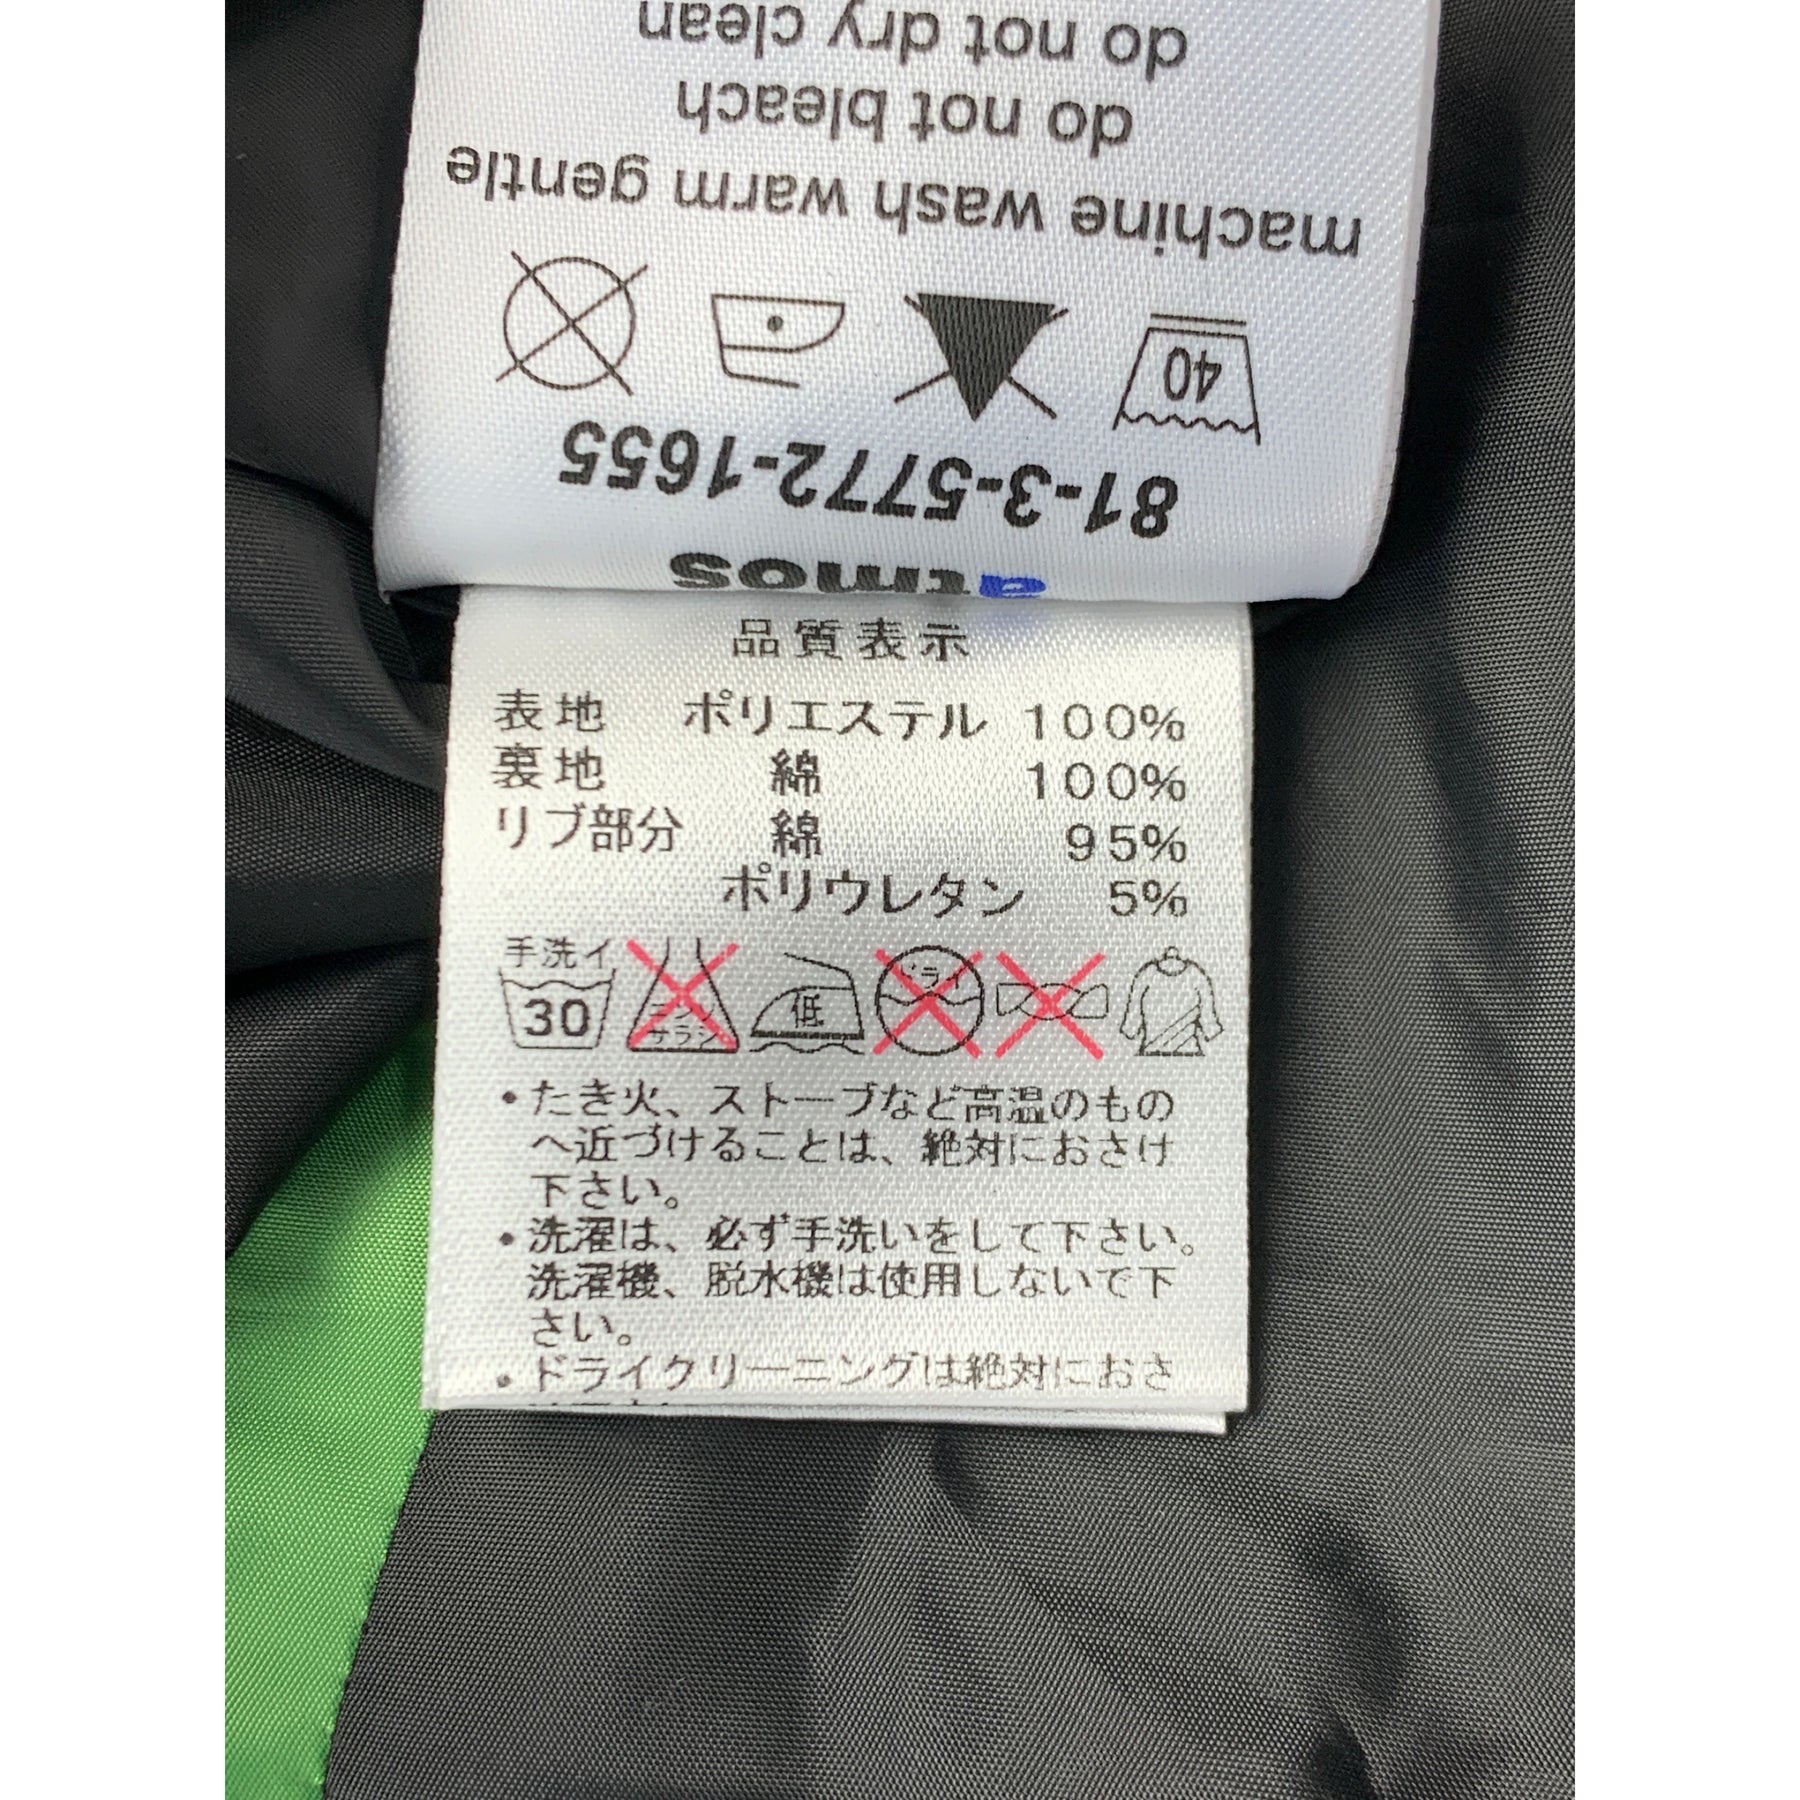 atmos
81-3-5772-1655
40
machine wash warm gentle
do not bleach
do not dry clean
品質表示
表地 ポリエステル 100%
裏地 綿 100%
リブ部分 綿 95%
ポリウレタン 5%
手洗イ
30
サラシ
低
ドライ
・たき火、ストーブなど高温のもの
へ近づけることは、絶対におさけ
下さい。
・洗濯は、必ず手洗いをして下さい。
洗濯機、脱水機は使用しないで下
さい。
・ドライクリーニングは絶対におさ